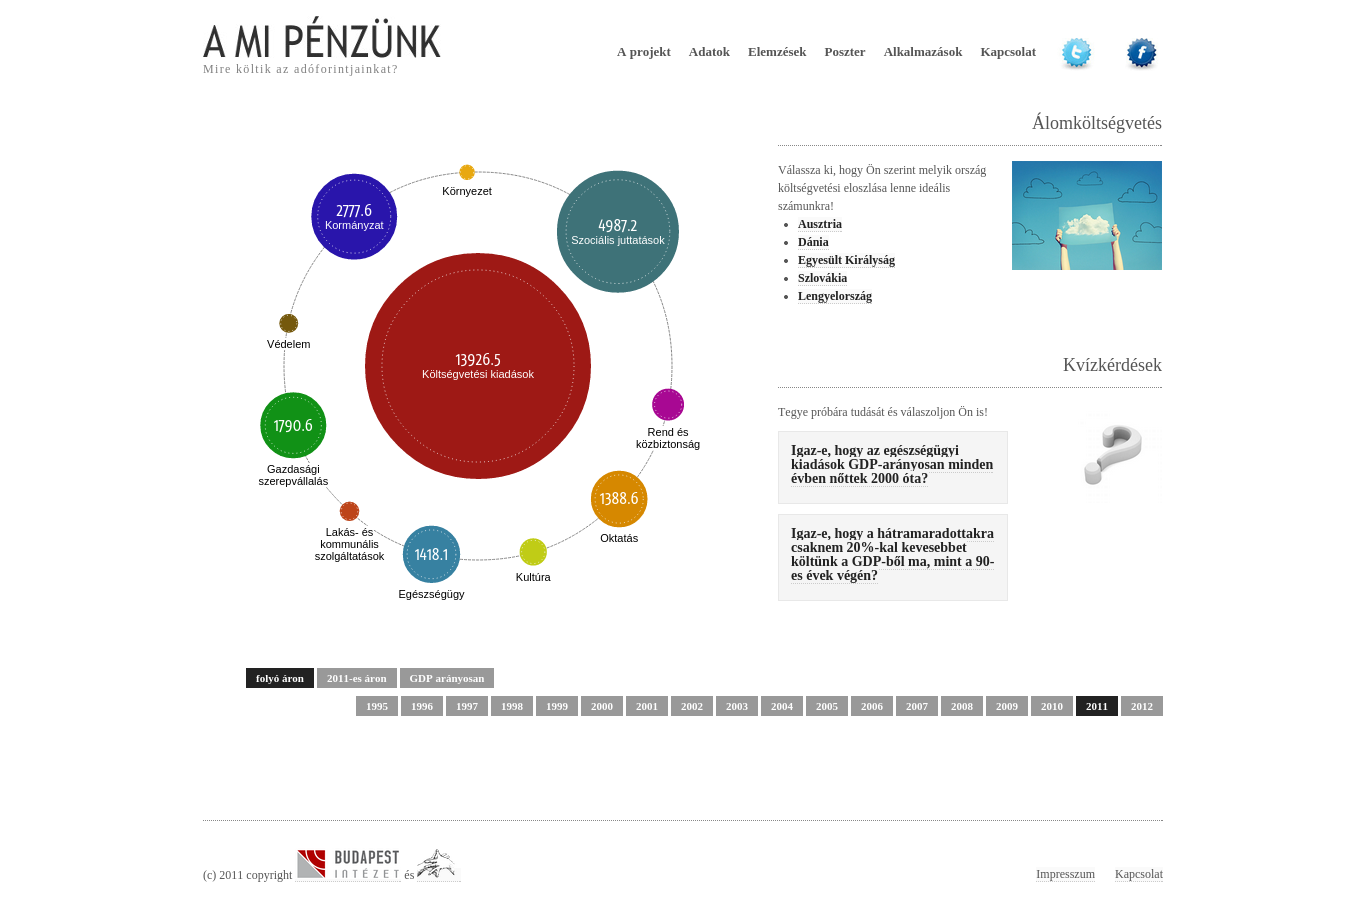 A MI PÉNZÜNK
Mire költik az adóforintjainkat?
A projekt Adatok Elemzések Poszter Alkalmazások Kapcsolat
Környezet
2777.6
Kormányzat
4987.2
Szociális juttatások
13926.5
Költségvetési kiadások
Védelem
1790.6
Gazdasági
szerepvállalás
Lakás- és
kommunális
szolgáltatások
1418.1
Egészségügy
Kultúra
1388.6
Oktatás
Rend és
közbiztonság
Álomköltségvetés
Válassza ki, hogy Ön szerint melyik ország
költségvetési eloszlása lenne ideális
számunkra!
Ausztria
Dánia
Egyesült Királyság
Szlovákia
Lengyelország
Kvízkérdések
Tegye próbára tudását és válaszoljon Ön is!
Igaz-e, hogy az egészségügyi
kiadások GDP-arányosan minden
évben nőttek 2000 óta?
Igaz-e, hogy a hátramaradottakra
csaknem 20%-kal kevesebbet
költünk a GDP-ből ma, mint a 90-
es évek végén?
folyó áron 2011-es áron GDP arányosan
1995 1996 1997 1998 1999 2000 2001 2002 2003 2004 2005 2006 2007 2008 2009 2010 2011 2012
(c) 2011 copyright BUDAPEST INTÉZET és
Impresszum Kapcsolat